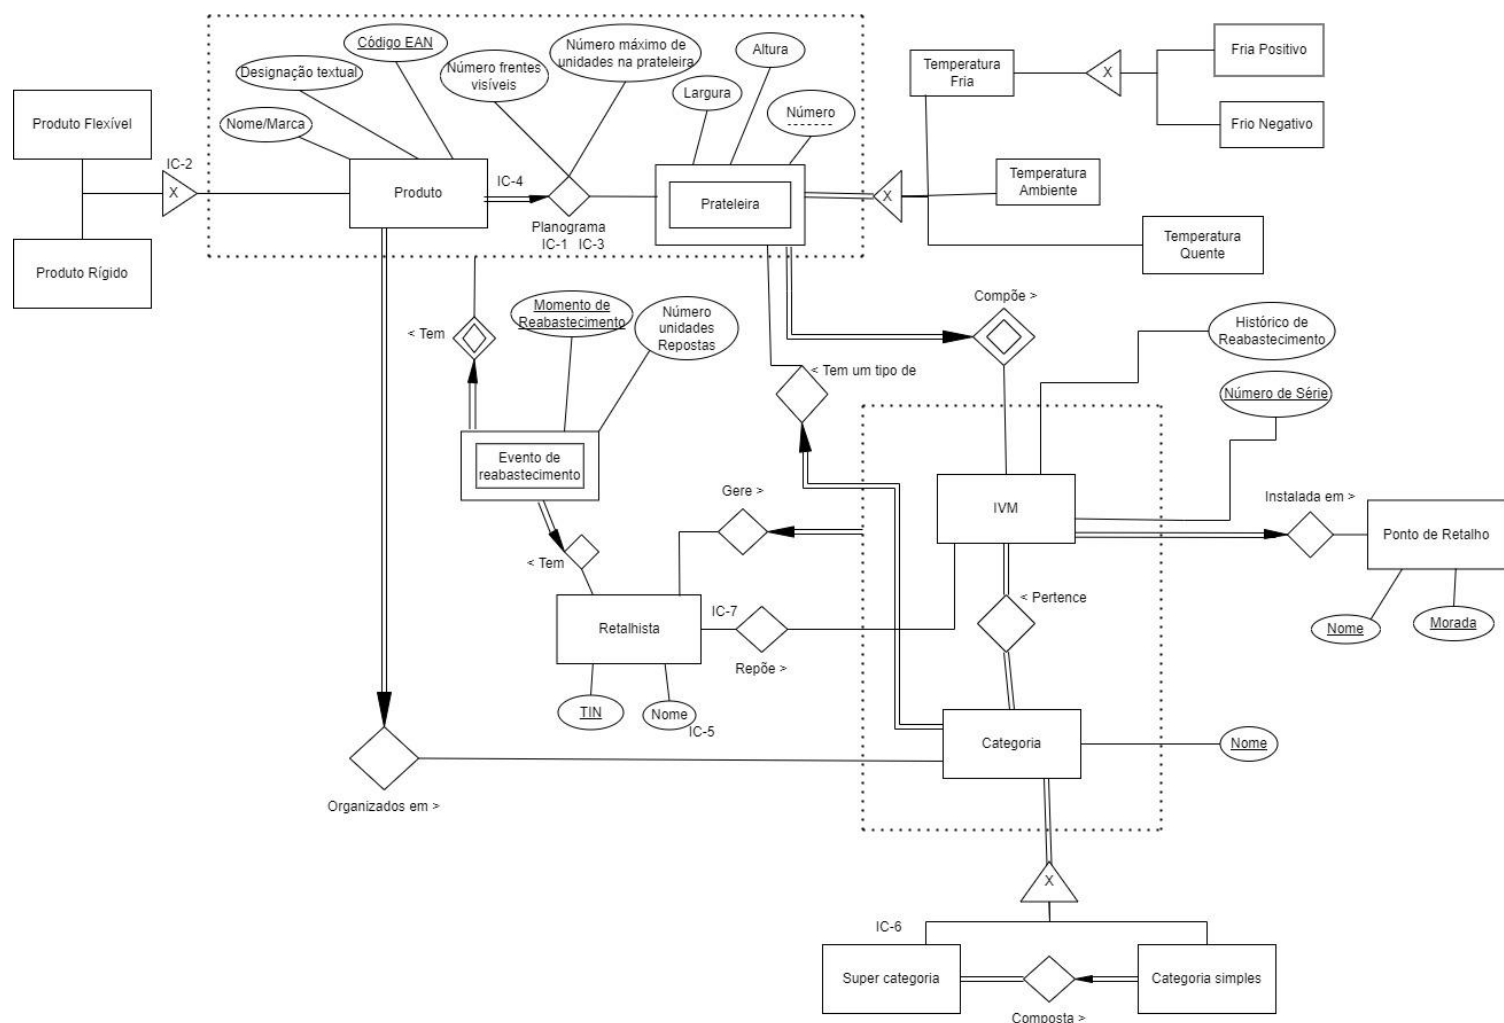 Código EAN
Número máximo de
unidades na prateleira
Altura
Designação textual
Número frentes
visíveis
Largura
Número
Nome/Marca
Produto Flexível
IC-2
X
Produto Rígido
Produto
IC-4
Planograma
IC-1 IC-3
Prateleira
X
Temperatura
Fria
X
Fria Positivo
Frio Negativo
Temperatura
Ambiente
Temperatura
Quente
< Tem
Momento de
Reabastecimento
Número
unidades
Repostas
Compõe >
Histórico de
Reabastecimento
< Tem um tipo de
Número de Série
Evento de
reabastecimento
Gere >
IVM
Instalada em >
Ponto de Retalho
< Tem
Retalhista
IC-7
Repõe >
< Pertence
Nome
Morada
TIN
Nome
IC-5
Categoria
Nome
Organizados em >
X
IC-6
Super categoria
Categoria simples
Composta >